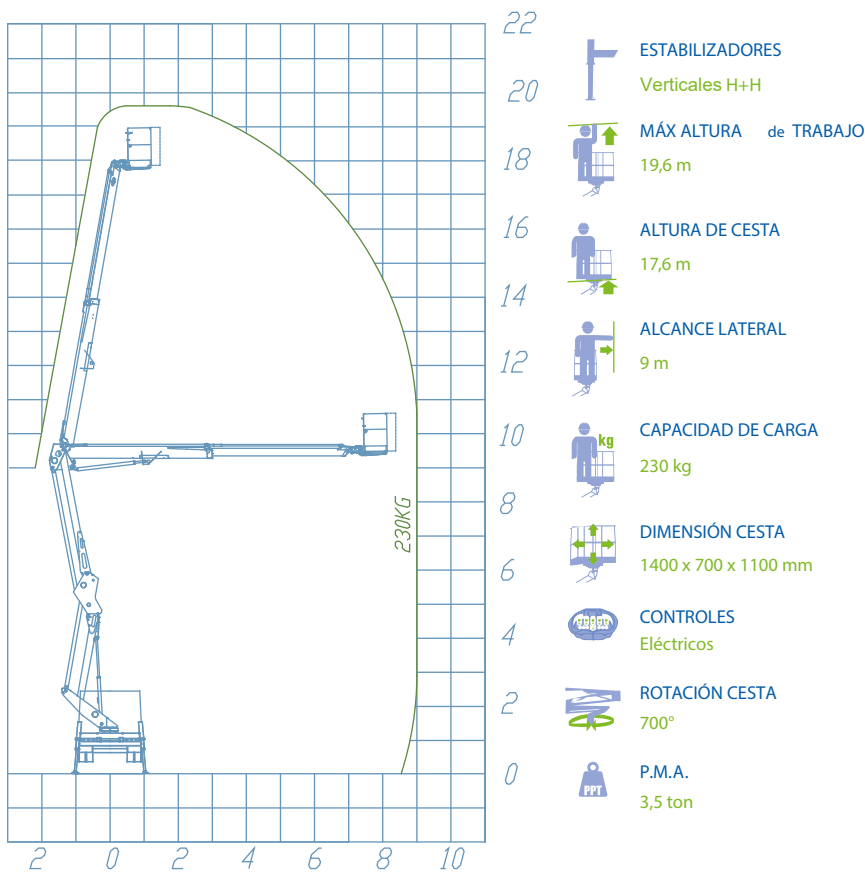 22
20
18
16
14
12
10
8
6
4
2
0
2 0 2 4 6 8 10
230KG
ESTABILIZADORES
Verticales H+H
MÁX ALTURA de TRABAJO
19,6 m
ALTURA DE CESTA
17,6 m
ALCANCE LATERAL
9 m
kg
CAPACIDAD DE CARGA
230 kg
DIMENSIÓN CESTA
1400 x 700 x 1100 mm
CONTROLES
Eléctricos
ROTACIÓN CESTA
700°
PPT
P.M.A.
3,5 ton